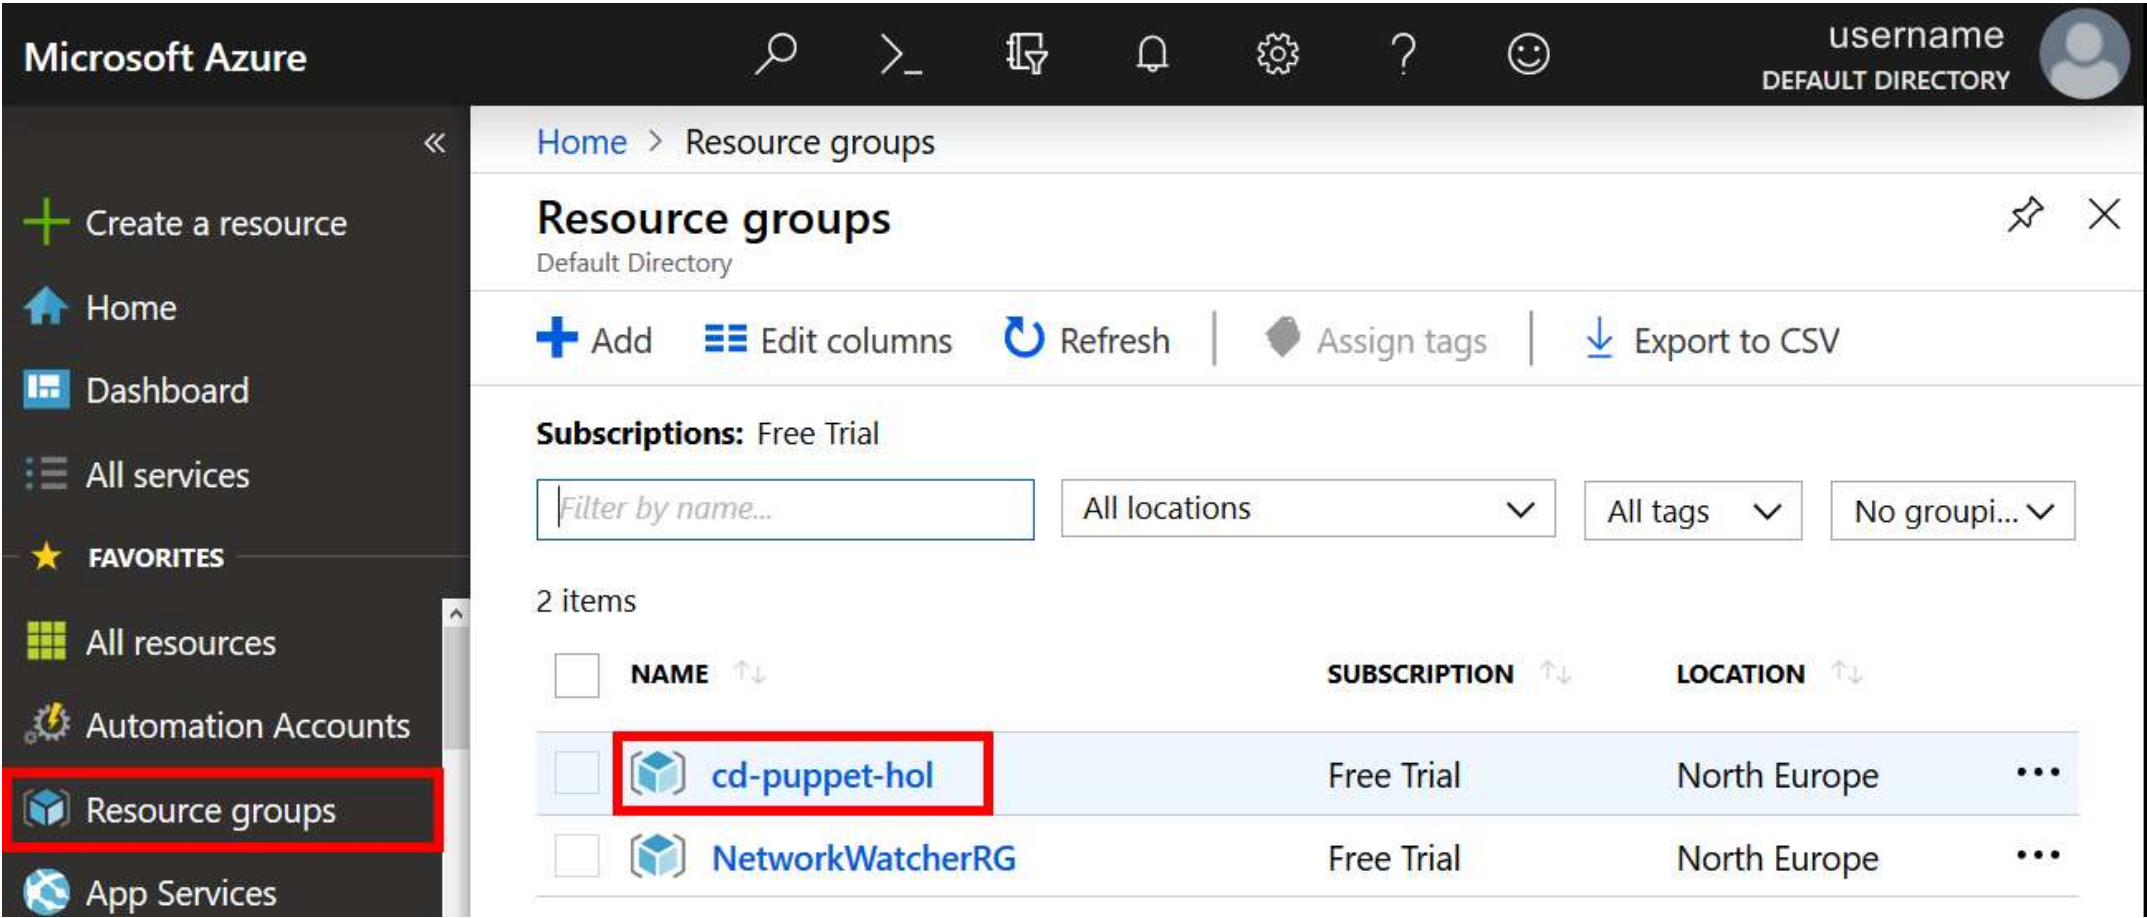 Microsoft Azure
username
DEFAULT DIRECTORY
Create a resource
Home
Dashboard
All services
FAVORITES
All resources
Automation Accounts
Resource groups
App Services
Home > Resource groups
Resource groups
Default Directory
Add Edit columns Refresh Assign tags Export to CSV
Subscriptions: Free Trial
Filter by name... All locations All tags No groupi...
2 items
NAME SUBSCRIPTION LOCATION
cd-puppet-hol Free Trial North Europe
NetworkWatcherRG Free Trial North Europe